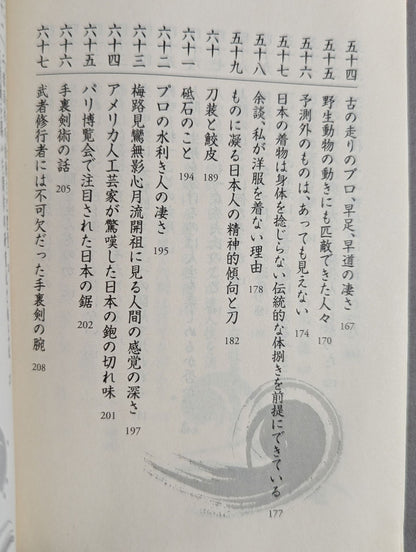 五十四 古の走りのプロ、早足、早道の凄さ 167
五十五 野生動物の動きにも匹敵できた人々 170
五十六 予測外のものは、あっても見えない 174
五十七 日本の着物は身体を捻じらない伝統的な体捌きを前提にできている 177
五十八 余談、私が洋服を着ない理由 178
五十九 ものに凝る日本人の精神的傾向と刀 182
六十 刀装と鮫皮 189
六十一 砥石のこと 194
六十二 プロの水利き人の凄さ 195
六十三 梅路見鸞無影心月流開祖に見る人間の感覚の深さ 197
六十四 アメリカ人工芸家が驚嘆した日本の鉋の切れ味 201
六十五 パリ博覧会で注目された日本の鋸 202
六十六 手裏剣術の話 205
六十七 武者修行者には不可欠だった手裏剣の腕 208